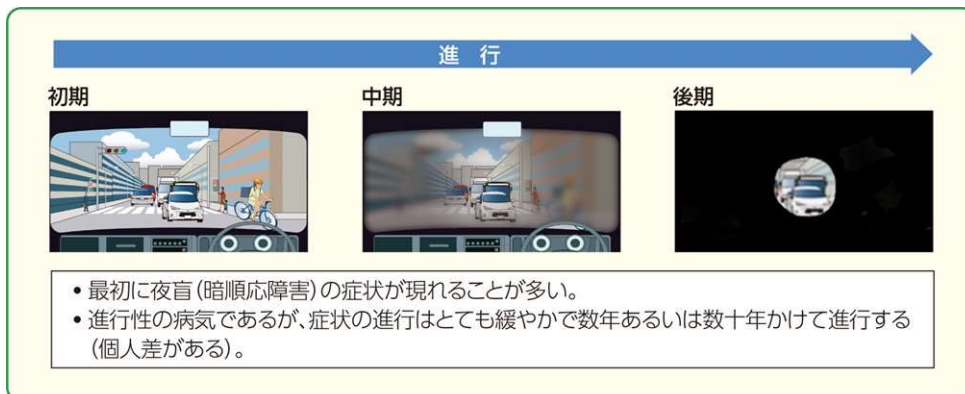 進 行
初期
中期
後期
• 最初に夜盲(暗順応障害)の症状が現れることが多い。
• 進行性の病気であるが、症状の進行はとても緩やかで数年あるいは数十年かけて進行する
(個人差がある)。